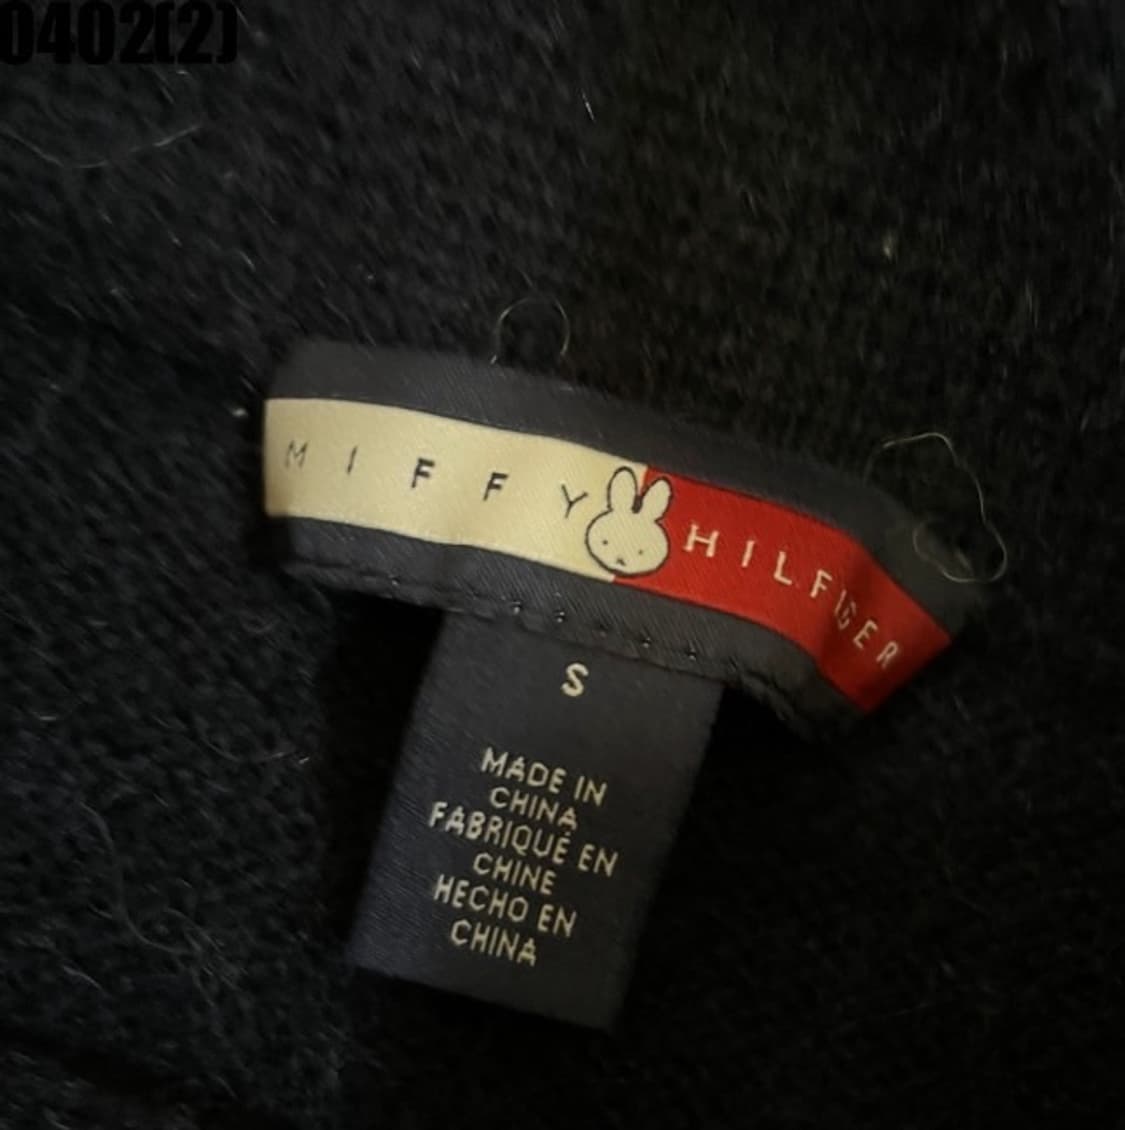 0402(2)
MIFFY HILFIGER
S
MADE IN
CHINA
FABRIQUÉ EN
CHINE
HECHO EN
CHINA